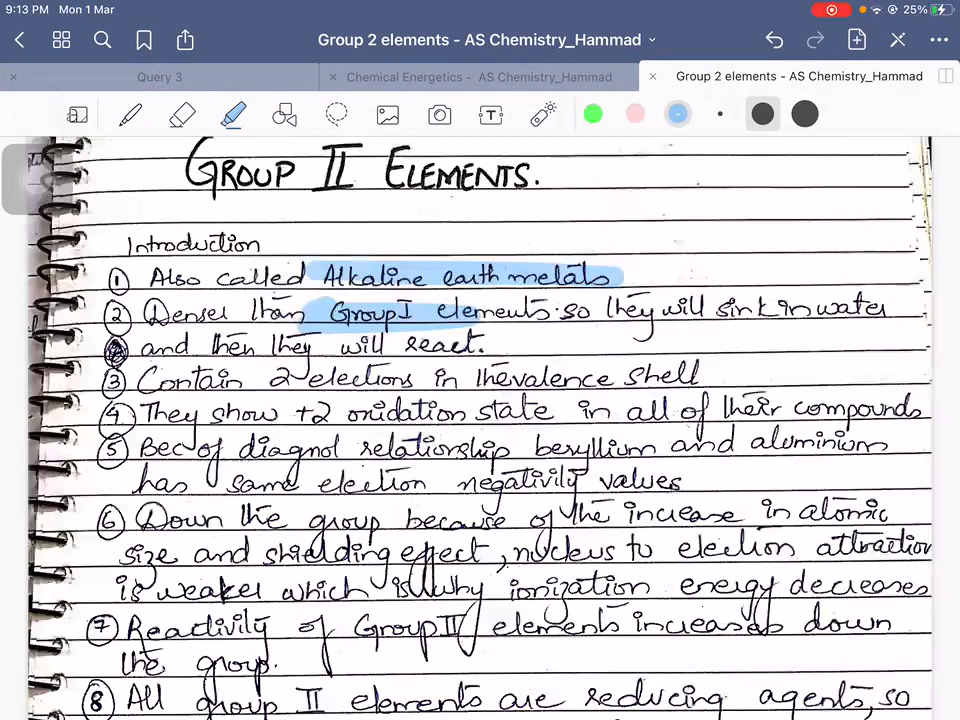 9:13 PM Mon 1 Mar
25%
Group 2 elements - AS Chemistry_Hammad
Query 3
Chemical Energetics - AS Chemistry_Hammad
Group 2 elements - AS Chemistry_Hammad
GROUP II ELEMENTS.
Introduction
1 Also called Alkaline earth metals
2 Denser than Group I elements. so they will sink in water
and then they will react.
3 Contain 2 electrons in thevalence shell
4 They show +2 oxidation state in all of their compounds
5 Bec of diagnol relationship beryllium and aluminium
has same electron negativity values
6 Down the group because of the increase in atomic
size and shielding effect, nucleus to electron attraction
is weaker which is why ionization energy decreases
7 Reactivity of Group II elements increases down
the group.
8 All group II elements are reducing agents, so